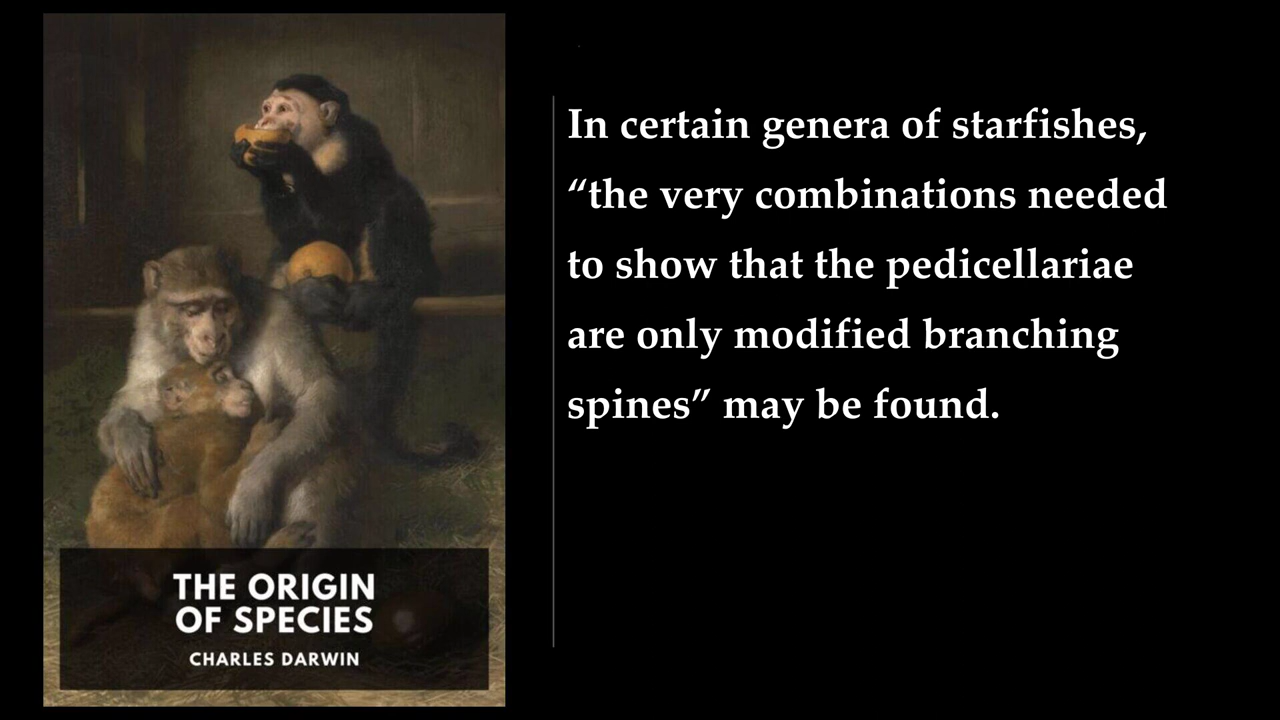 In certain genera of starfishes,
“the very combinations needed
to show that the pedicellariae
are only modified branching
spines” may be found.
THE ORIGIN
OF SPECIES
CHARLES DARWIN